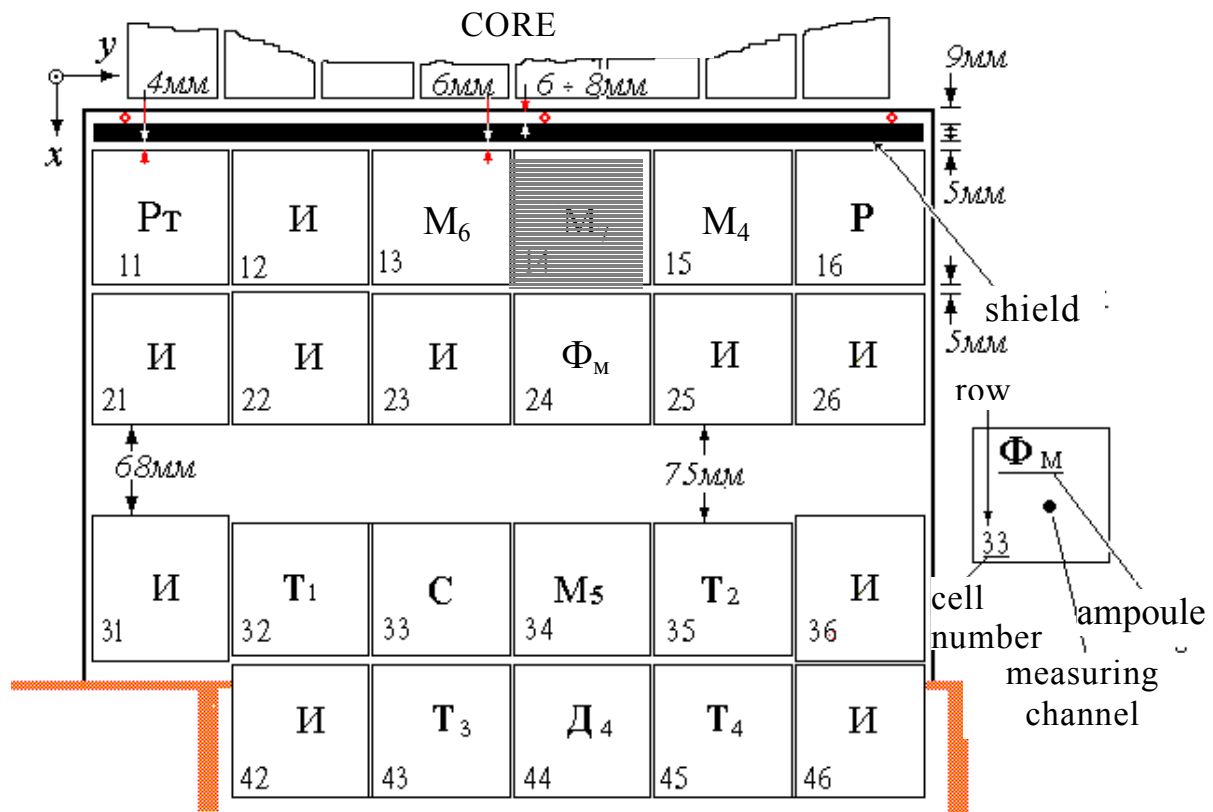 CORE
y
x
4мм
6мм
6 ÷ 8мм
9мм
5мм
Рт
11
И
12
М6
13
М7
14
М4
15
Р
16
shield
5мм
И
21
И
22
И
23
Фм
24
И
25
И
26
row
68мм
75мм
Ф М
33
cell
number
ampoule
measuring
channel
И
31
Т1
32
С
33
М5
34
Т2
35
И
36
И
42
Т3
43
Д4
44
Т4
45
И
46